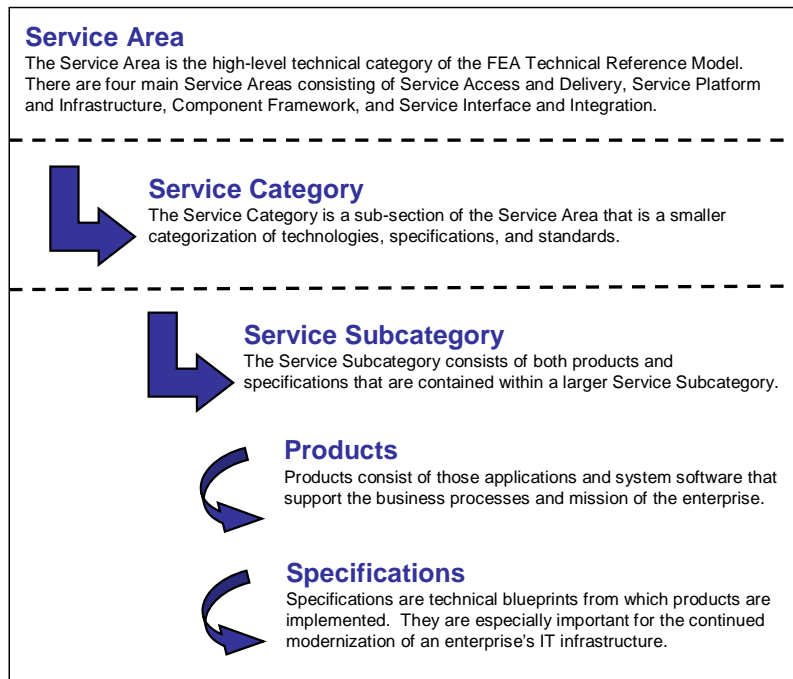 Service Area
The Service Area is the high-level technical category of the FEA Technical Reference Model.
There are four main Service Areas consisting of Service Access and Delivery, Service Platform
and Infrastructure, Component Framework, and Service Interface and Integration.
Service Category
The Service Category is a sub-section of the Service Area that is a smaller
categorization of technologies, specifications, and standards.
Service Subcategory
The Service Subcategory consists of both products and
specifications that are contained within a larger Service Subcategory.
Products
Products consist of those applications and system software that
support the business processes and mission of the enterprise.
Specifications
Specifications are technical blueprints from which products are
implemented.  They are especially important for the continued
modernization of an enterprise's IT infrastructure.